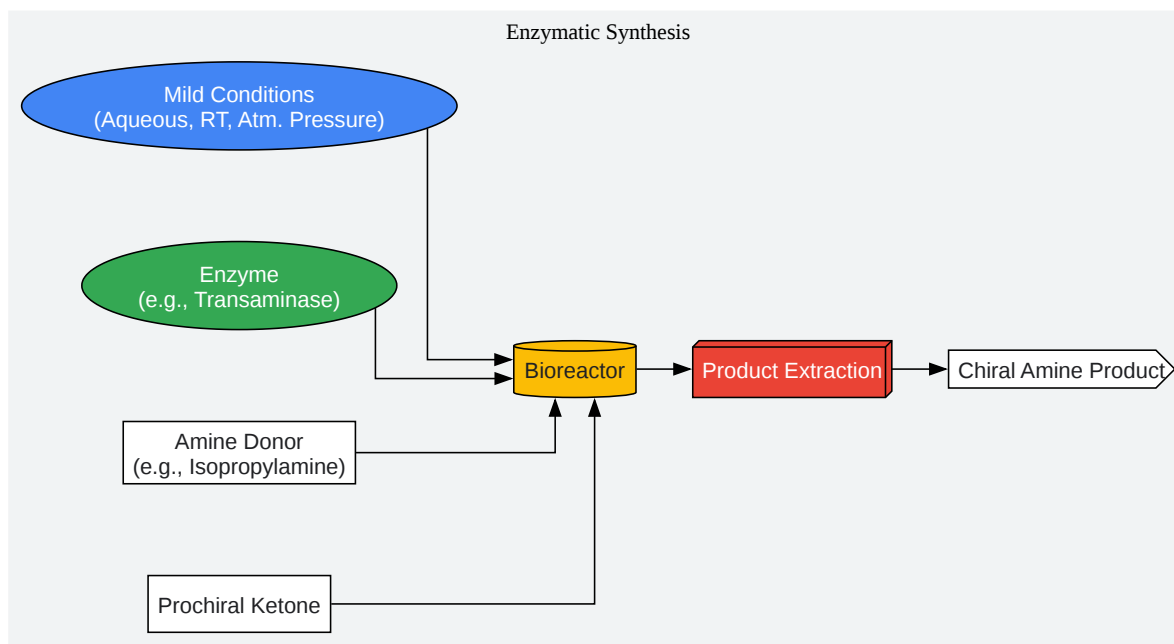 Enzymatic Synthesis
Mild Conditions
(Aqueous, RT, Atm. Pressure)
Enzyme
(e.g., Transaminase)
Bioreactor
Product Extraction
Chiral Amine Product
Amine Donor
(e.g., Isopropylamine)
Prochiral Ketone